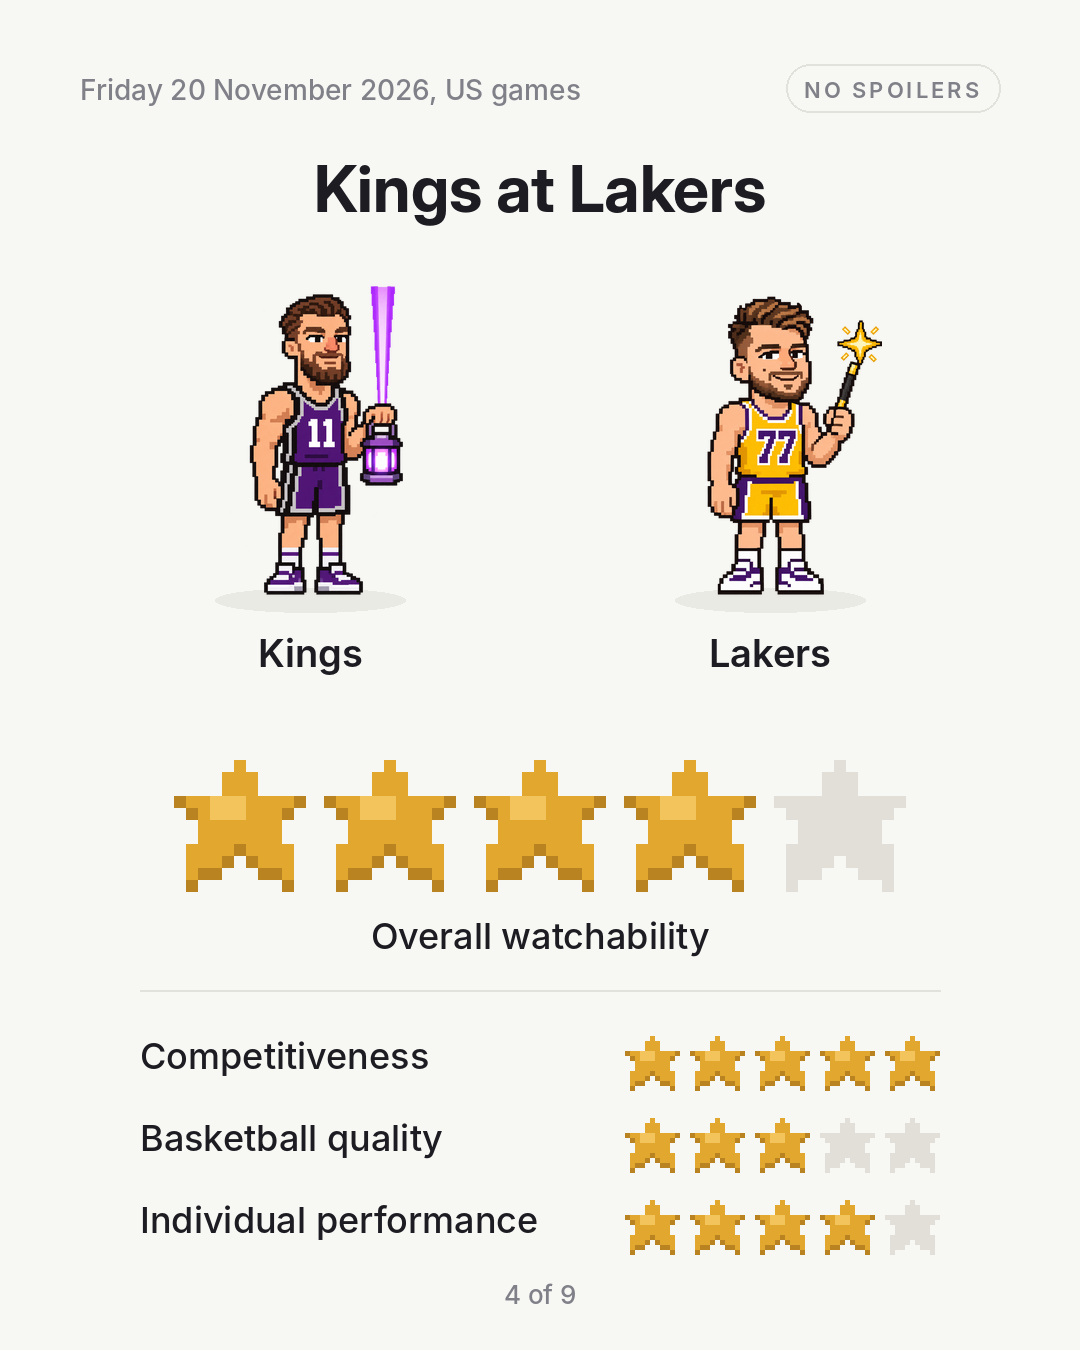 Friday 20 November 2026, US games
NO SPOILERS
Kings at Lakers
11
77
Kings
Lakers
Overall watchability
Competitiveness
Basketball quality
Individual performance
4 of 9